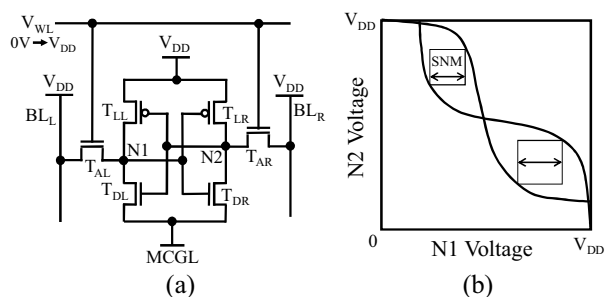 V_WL
0V → V_DD
V_DD
V_DD
V_DD
BL_L
BL_R
T_LL
T_LR
N1
N2
T_AL
T_AR
T_DL
T_DR
MCGL
(a)
V_DD
SNM
N2 Voltage
0
N1 Voltage
V_DD
(b)